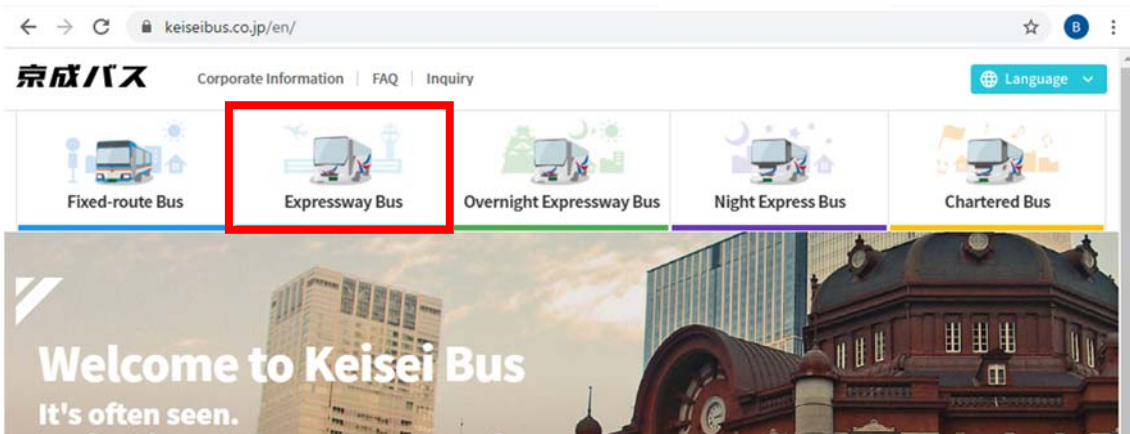 keiseibus.co.jp/en/
B
京成バス
Corporate Information | FAQ | Inquiry
Language
Fixed-route Bus
Expressway Bus
Overnight Expressway Bus
Night Express Bus
Chartered Bus
Welcome to Keisei Bus
It's often seen.